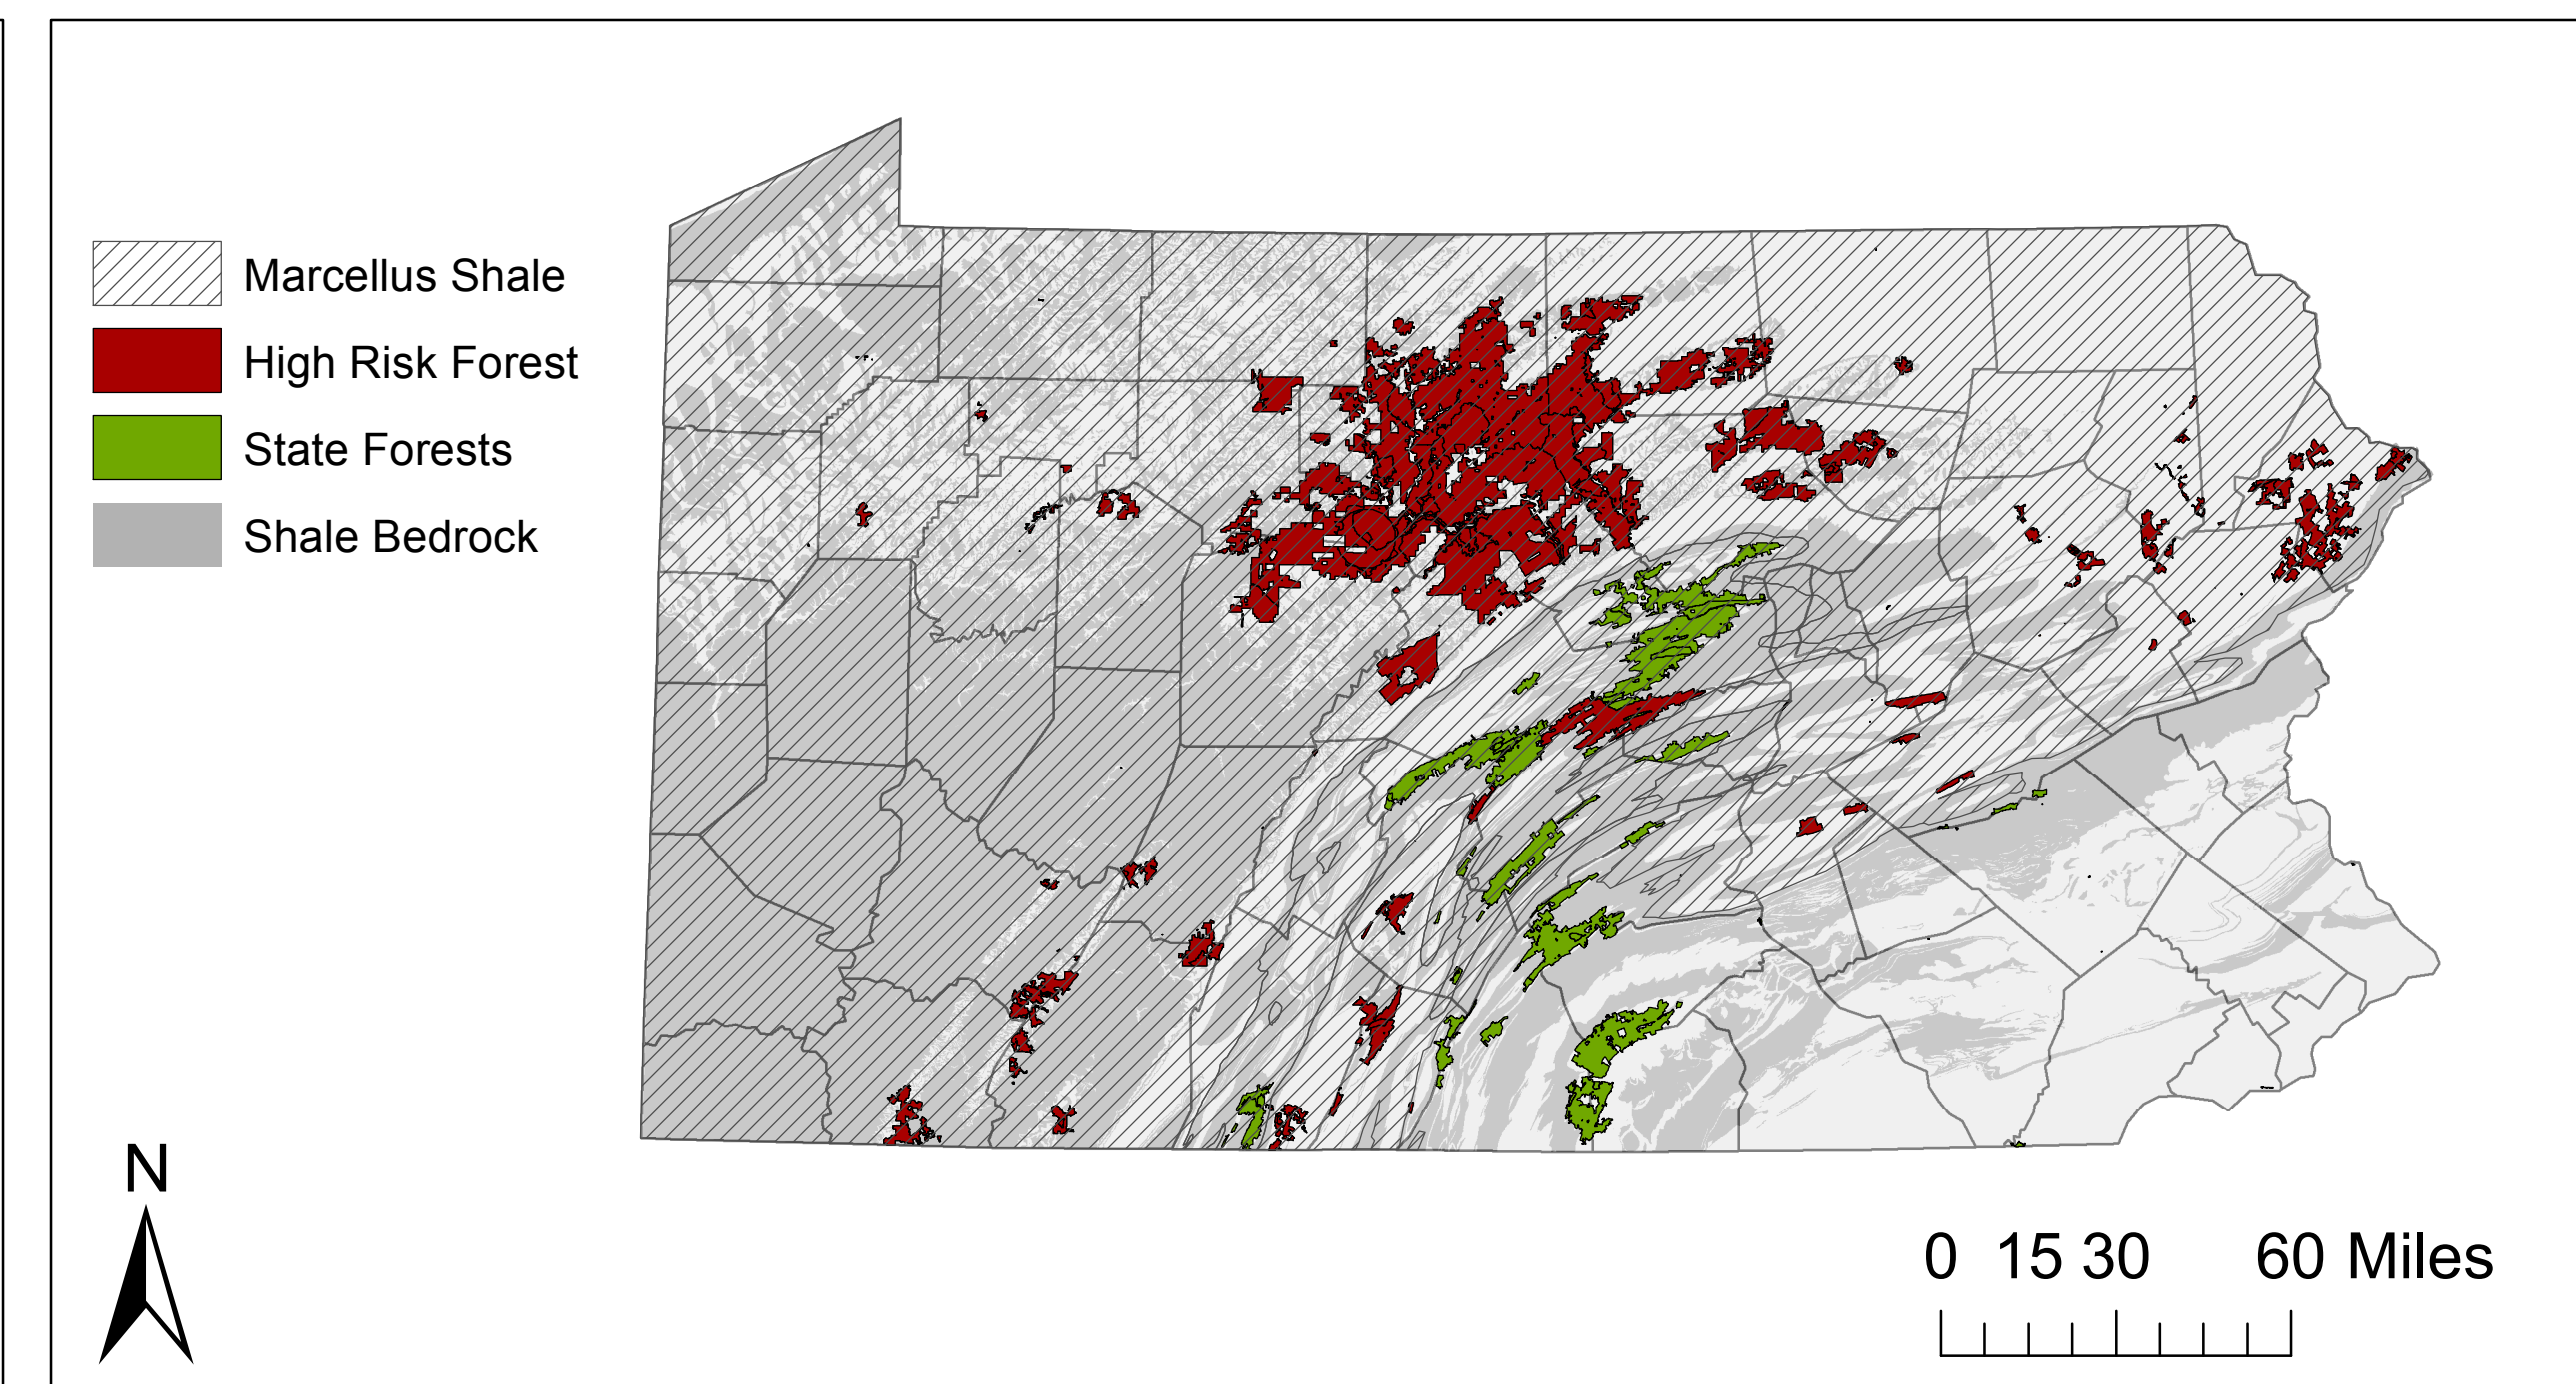 Marcellus Shale
High Risk Forest
State Forests
Shale Bedrock
N
0 15 30 60 Miles